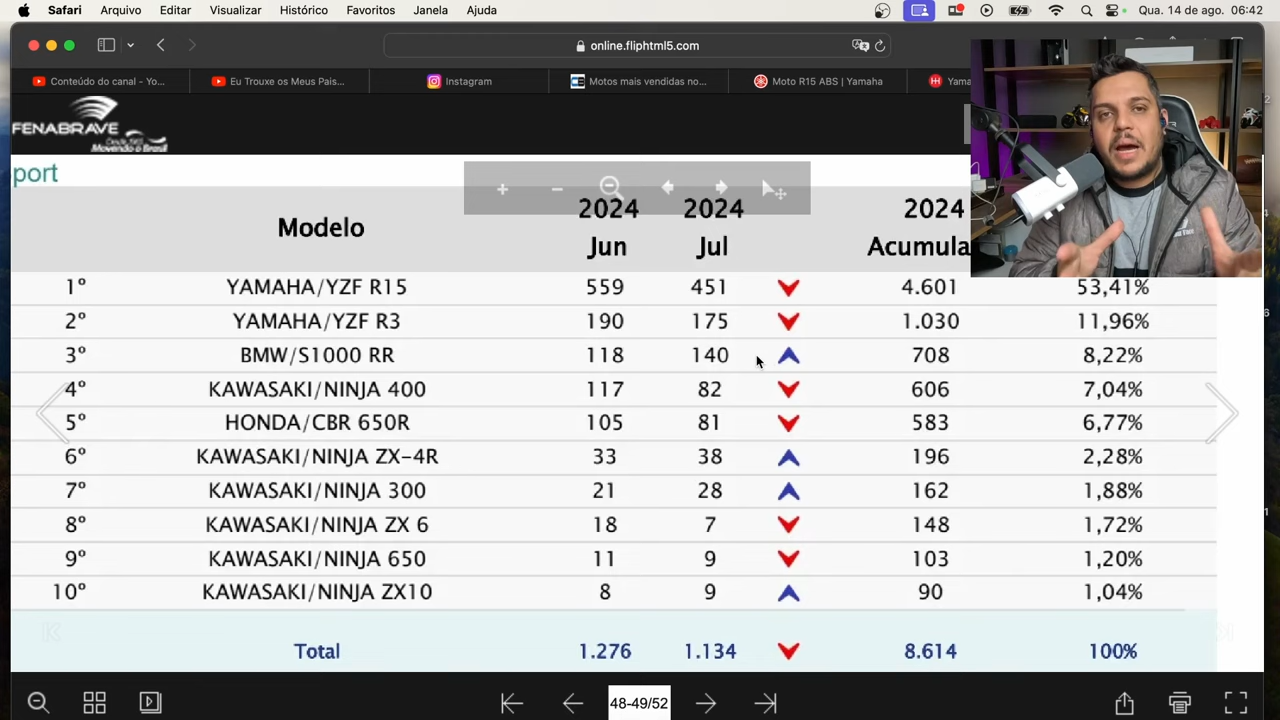 Safari Arquivo Editar Visualizar Histórico Favoritos Janela Ajuda Qua. 14 de ago. 06:42
online.fliphtml5.com
Conteúdo do canal - Yo... Eu Trouxe os Meus Pais... Instagram Motos mais vendidas no... Moto R15 ABS | Yamaha Yama
FENABRAVE
Desde 1965
Movendo o Brasil
port
Modelo 2024 Jun 2024 Jul 2024 Acumula
1º YAMAHA/YZF R15 559 451 4.601 53,41%
2º YAMAHA/YZF R3 190 175 1.030 11,96%
3º BMW/S1000 RR 118 140 708 8,22%
4º KAWASAKI/NINJA 400 117 82 606 7,04%
5º HONDA/CBR 650R 105 81 583 6,77%
6º KAWASAKI/NINJA ZX-4R 33 38 196 2,28%
7º KAWASAKI/NINJA 300 21 28 162 1,88%
8º KAWASAKI/NINJA ZX 6 18 7 148 1,72%
9º KAWASAKI/NINJA 650 11 9 103 1,20%
10º KAWASAKI/NINJA ZX10 8 9 90 1,04%
Total 1.276 1.134 8.614 100%
48-49/52